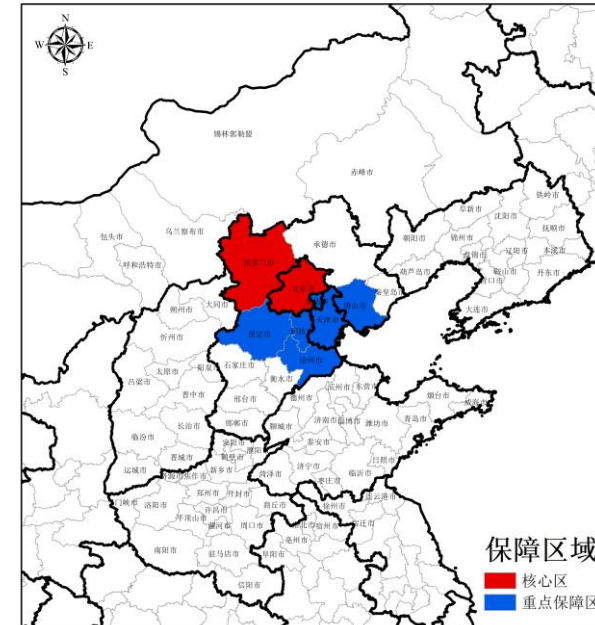 N
W
E
S
锡林郭勒盟
赤峰市
铁岭市
阜新市
沈阳市
抚顺市
朝阳市
锦州市
辽阳市
本溪市
包头市
乌兰察布市
承德市
盘锦市
鞍山市
呼和浩特市
张家口市
葫芦岛市
营口市
丹东市
北京市
秦皇岛市
大同市
唐山市
大连市
朔州市
天津市
忻州市
保定市
廊坊
沧州市
阳泉市
石家庄市
太原市
衡水市
吕梁市
滨州市
东营市
烟台市
威海市
晋中市
邢台市
德州市
济南市
淄博市
潍坊市
青岛市
邯郸市
聊城市
临汾市
长治市
泰安市
安阳市
濮阳市
晋城市
鹤壁市
日照市
运城市
济源市
焦作市
新乡市
菏泽市
济宁市
临沂市
枣庄市
三门峡市
洛阳市
郑州市
开封市
连云港市
许昌市
商丘市
徐州市
平顶山市
漯河市
周口市
淮北市
宿州市
宿迁市
亳州市
南阳市
驻马店市
阜阳市
信阳市
保障区域
核心区
重点保障区